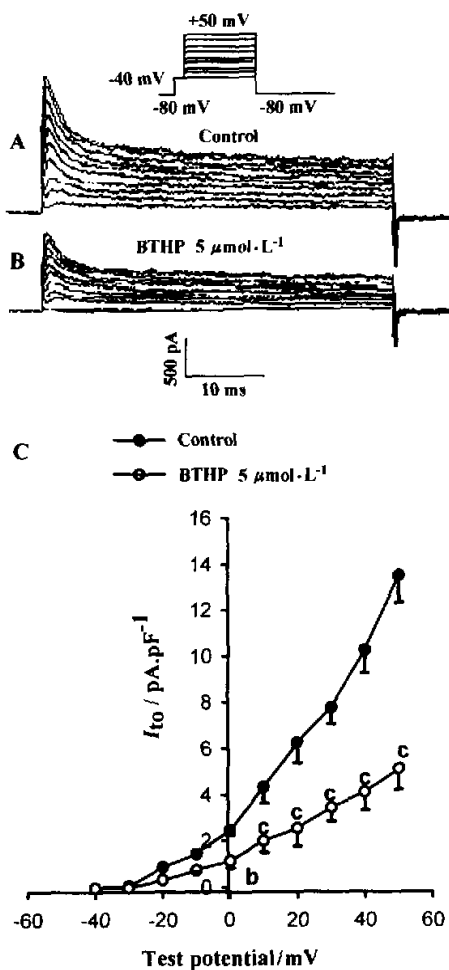 +50 mV
-40 mV
-80 mV
-80 mV
A
Control
B
BTHP 5 μmol·L⁻¹
500 pA
10 ms
C
Control
BTHP 5 μmol·L⁻¹
16
14
12
10
8
6
4
2
0
Ito / pA.pF⁻¹
b
c
c
c
c
c
-60
-40
-20
0
20
40
60
Test potential/mV